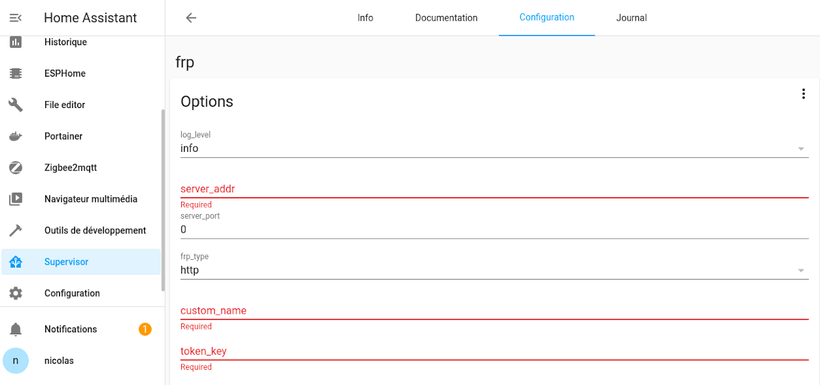 Home Assistant
Info
Documentation
Configuration
Journal
Historique
ESPHome
File editor
Portainer
Zigbee2mqtt
Navigateur multimédia
Outils de développement
Supervisor
Configuration
Notifications
1
n
nicolas
frp
Options
log_level
info
server_addr
Required
server_port
0
frp_type
http
custom_name
Required
token_key
Required